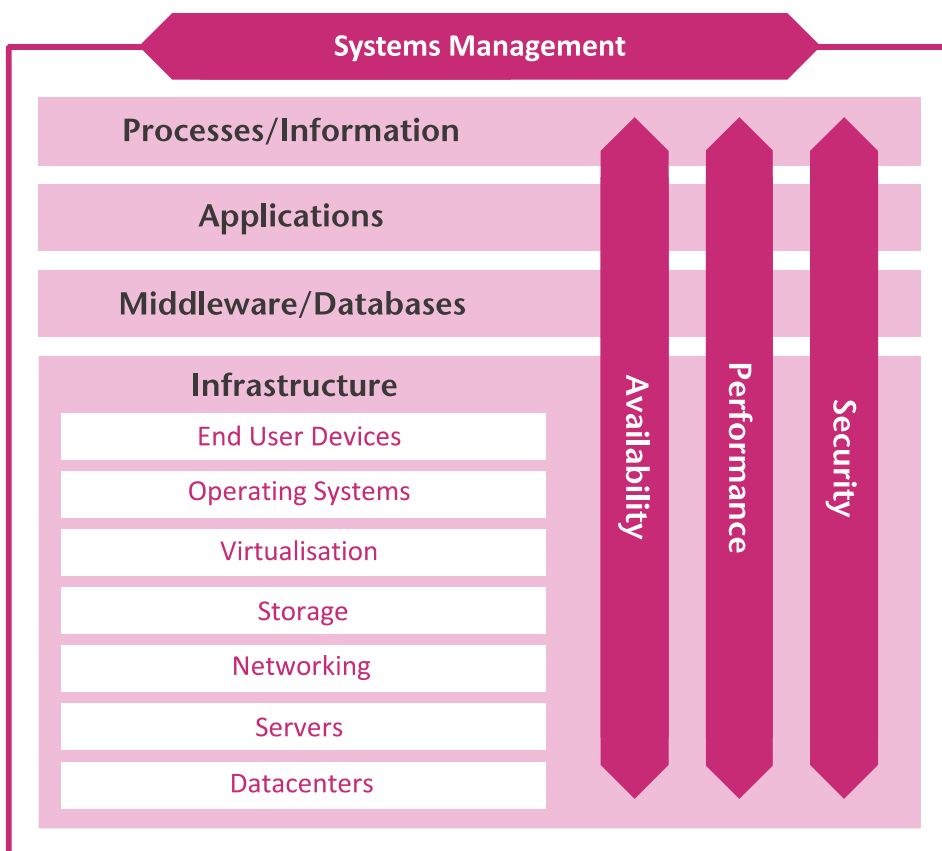 Systems Management
Processes/Information
Applications
Middleware/Databases
Infrastructure
End User Devices
Operating Systems
Virtualisation
Storage
Networking
Servers
Datacenters
Availability
Performance
Security